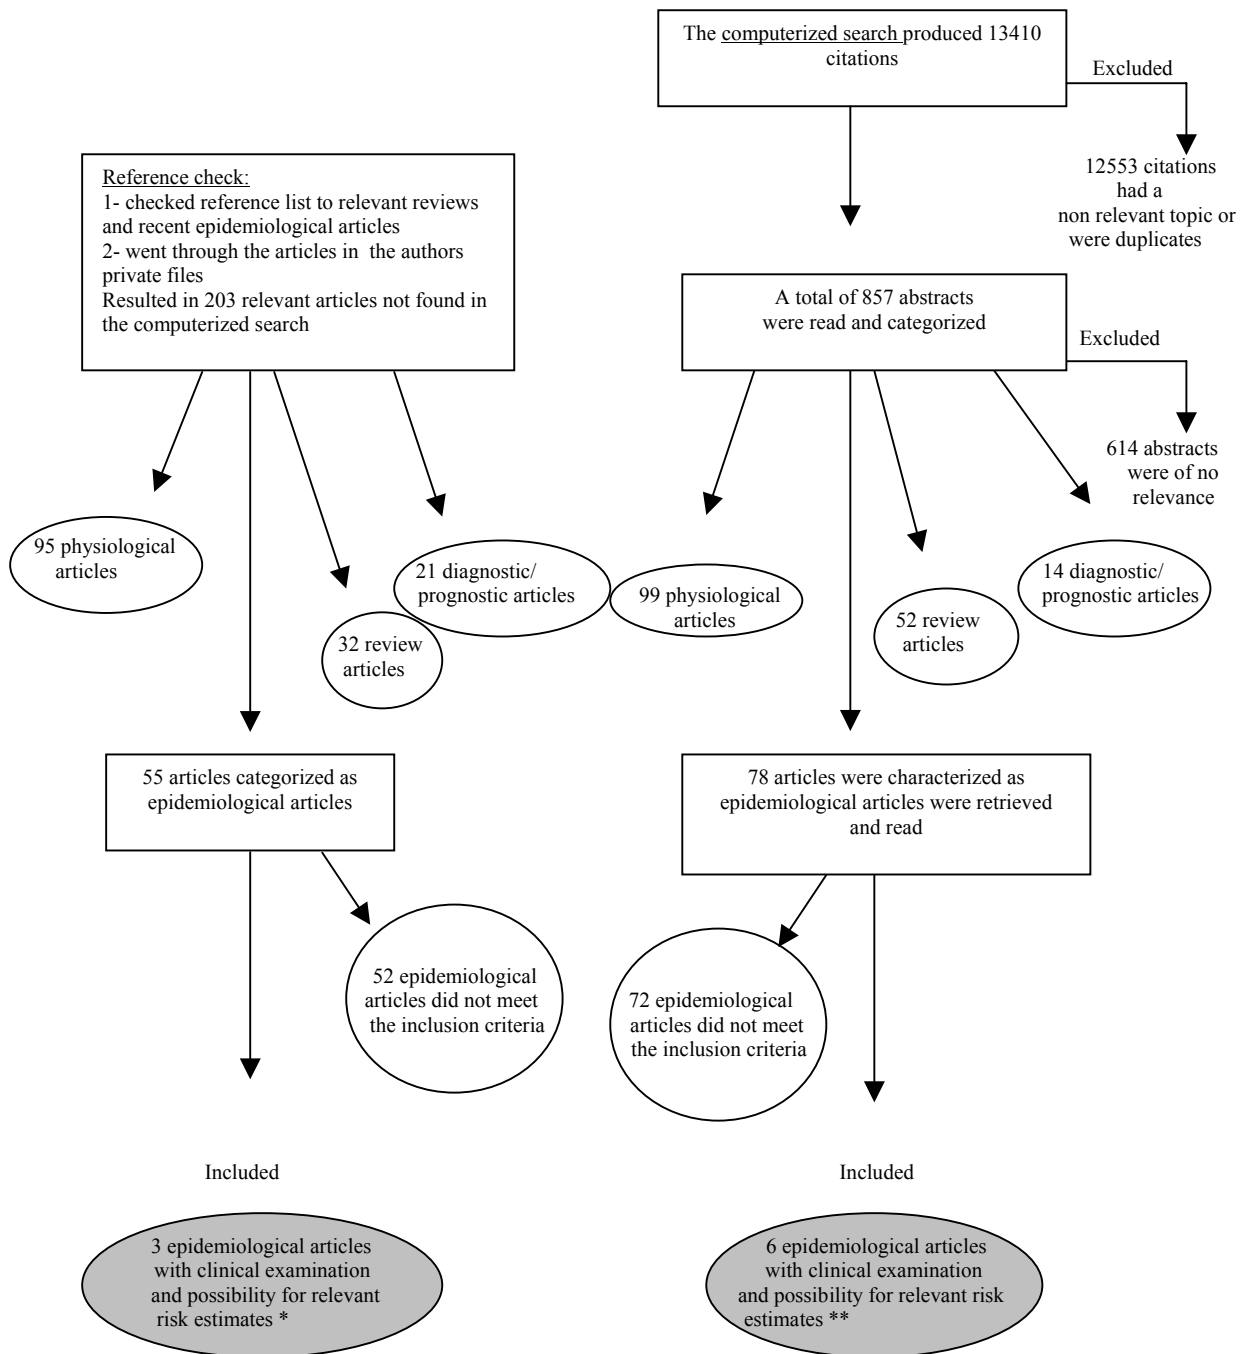 The computerized search produced 13410
citations
Excluded
12553 citations
had a
non relevant topic or
were duplicates
Reference check:
1- checked reference list to relevant reviews
and recent epidemiological articles
2- went through the articles in the authors
private files
Resulted in 203 relevant articles not found in
the computerized search
A total of 857 abstracts
were read and categorized
Excluded
614 abstracts
were of no
relevance
95 physiological
articles
32 review
articles
21 diagnostic/
prognostic articles
99 physiological
articles
52 review
articles
14 diagnostic/
prognostic articles
55 articles categorized as
epidemiological articles
78 articles were characterized as
epidemiological articles were retrieved
and read
52 epidemiological
articles did not meet
the inclusion criteria
72 epidemiological
articles did not meet
the inclusion criteria
Included
Included
3 epidemiological articles
with clinical examination
and possibility for relevant
risk estimates *
6 epidemiological articles
with clinical examination
and possibility for relevant risk
estimates **